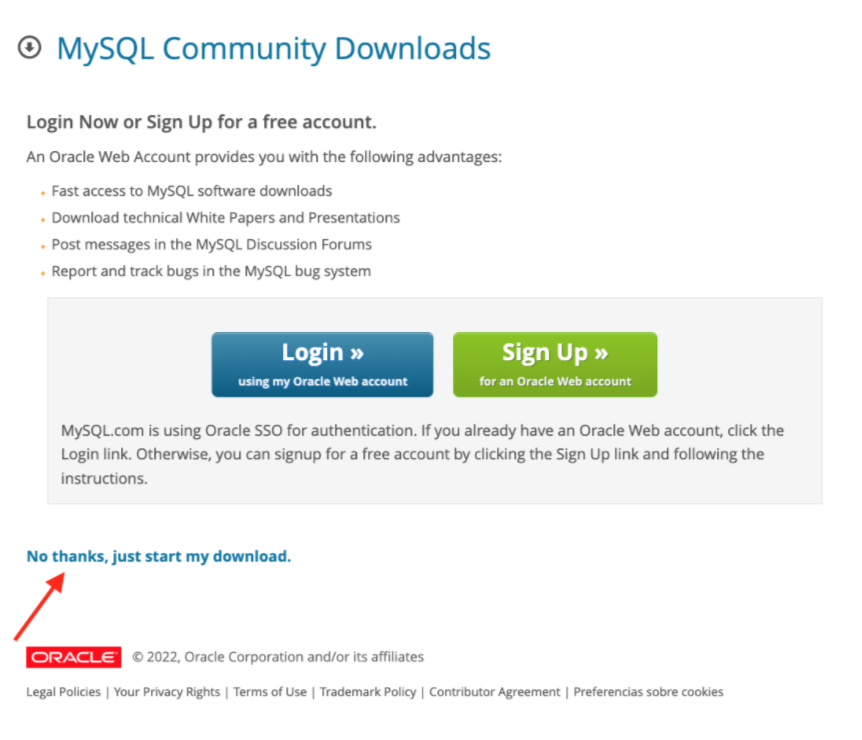 MySQL Community Downloads
Login Now or Sign Up for a free account.
An Oracle Web Account provides you with the following advantages:
Fast access to MySQL software downloads
Download technical White Papers and Presentations
Post messages in the MySQL Discussion Forums
Report and track bugs in the MySQL bug system
Login »
using my Oracle Web account
Sign Up »
for an Oracle Web account
MySQL.com is using Oracle SSO for authentication. If you already have an Oracle Web account, click the
Login link. Otherwise, you can signup for a free account by clicking the Sign Up link and following the
instructions.
No thanks, just start my download.
ORACLE © 2022, Oracle Corporation and/or its affiliates
Legal Policies | Your Privacy Rights | Terms of Use | Trademark Policy | Contributor Agreement | Preferencias sobre cookies